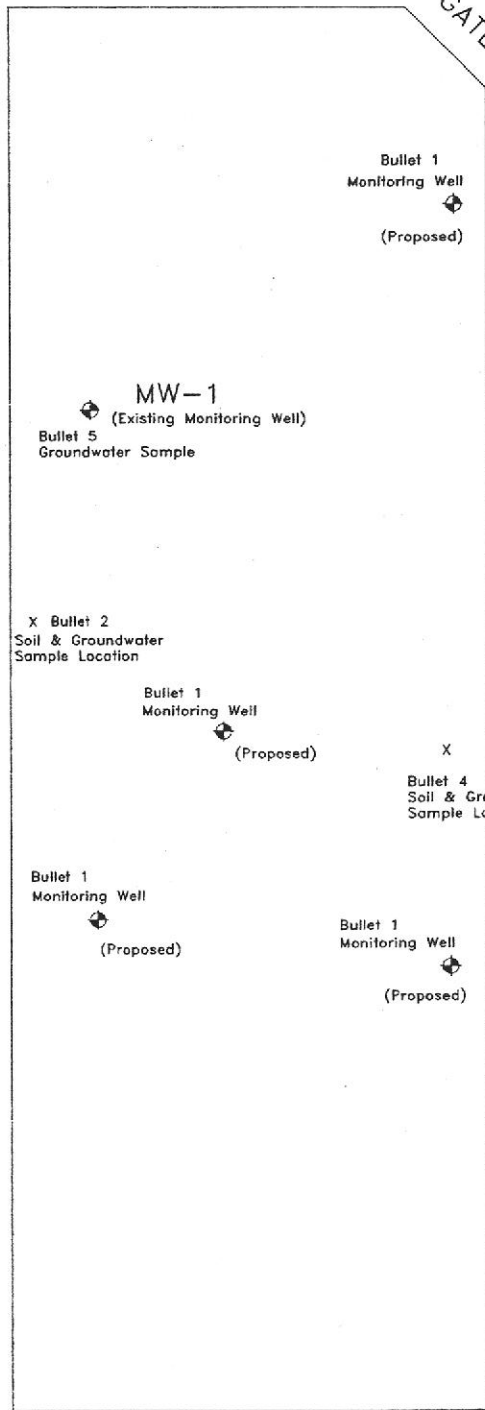 GATE
Bullet 1
Monitoring Well
(Proposed)
MW-1
(Existing Monitoring Well)
Bullet 5
Groundwater Sample
X Bullet 2
Soil & Groundwater
Sample Location
Bullet 1
Monitoring Well
(Proposed)
X
Bullet 4
Soil & Gro
Sample Lo
Bullet 1
Monitoring Well
(Proposed)
Bullet 1
Monitoring Well
(Proposed)